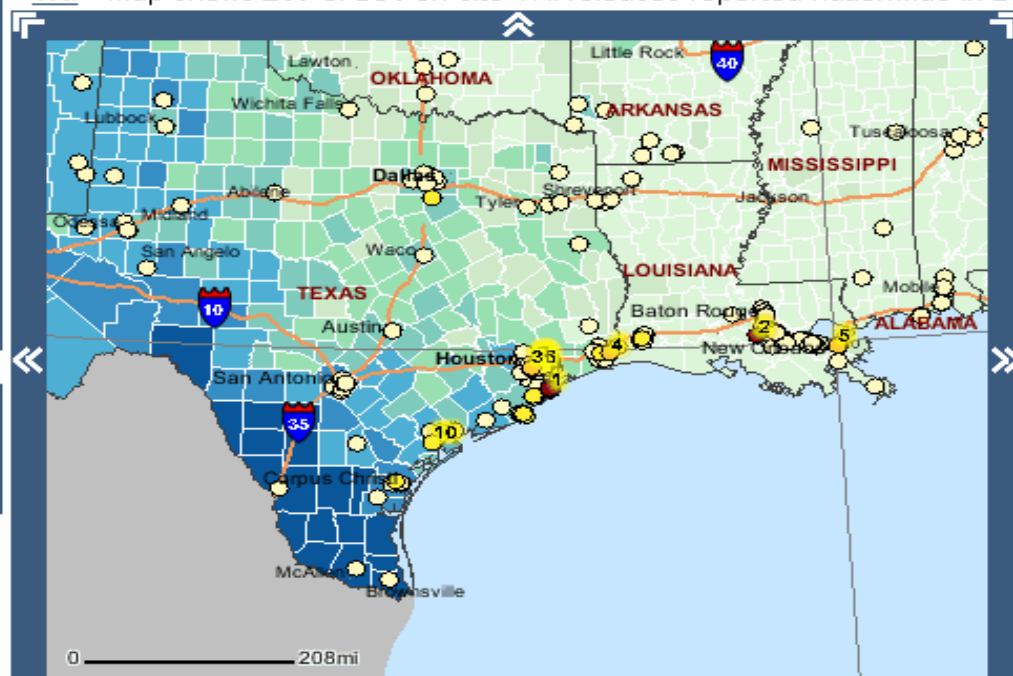 Lawton
Little Rock
40
OKLAHOMA
Wichita Falls
ARKANSAS
Lubbock
Tuscaloosa
MISSISSIPPI
Dallas
Abilene
Shreveport
Jackson
Tyler
Odessa
Midland
San Angelo
Waco
LOUISIANA
TEXAS
10
Mobile
Baton Rouge
ALABAMA
Austin
2
5
4
New Orleans
Houston
1
San Antonio
35
10
Corpus Christi
McAllen
Brownsville
0
208mi